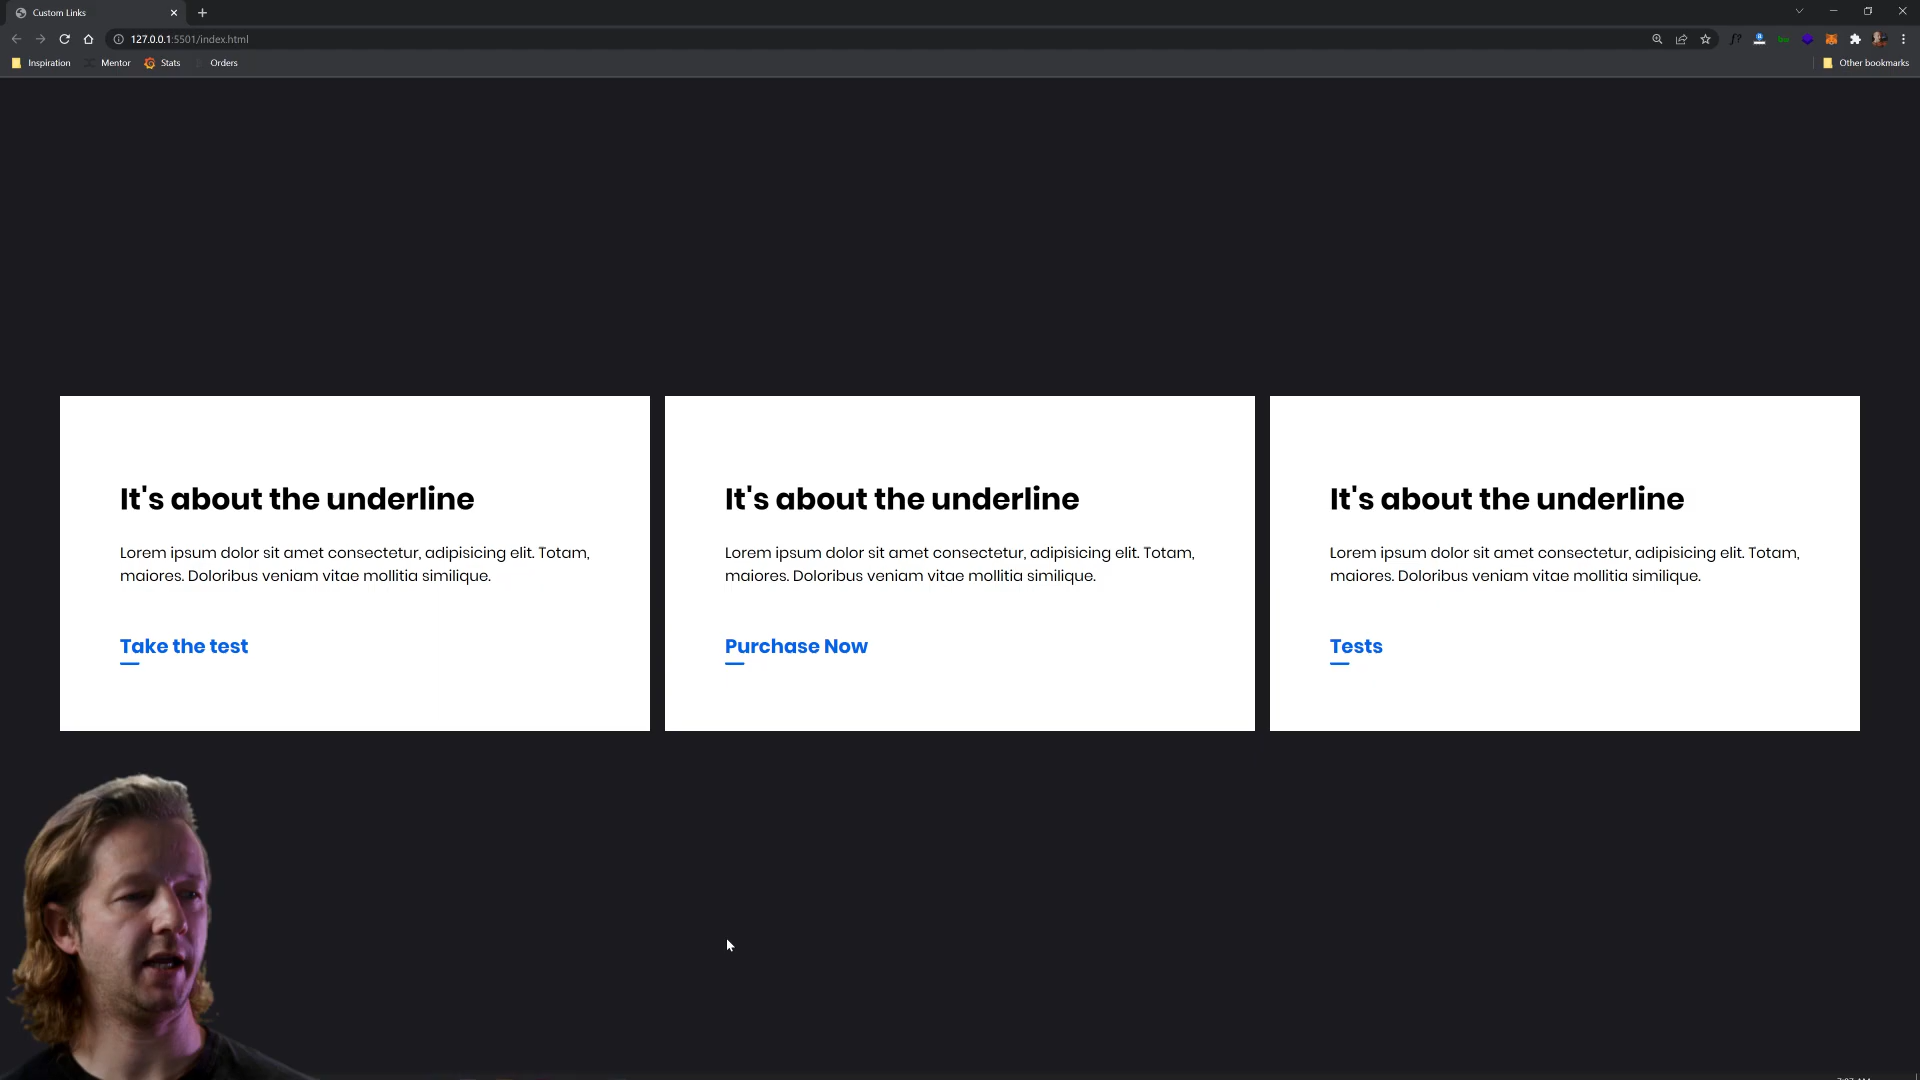 Custom Links
127.0.0.1:5501/index.html
Inspiration
Mentor
Stats
Orders
Other bookmarks
It's about the underline
Lorem ipsum dolor sit amet consectetur, adipisicing elit. Totam,
maiores. Doloribus veniam vitae mollitia similique.
Take the test
It's about the underline
Lorem ipsum dolor sit amet consectetur, adipisicing elit. Totam,
maiores. Doloribus veniam vitae mollitia similique.
Purchase Now
It's about the underline
Lorem ipsum dolor sit amet consectetur, adipisicing elit. Totam,
maiores. Doloribus veniam vitae mollitia similique.
Tests